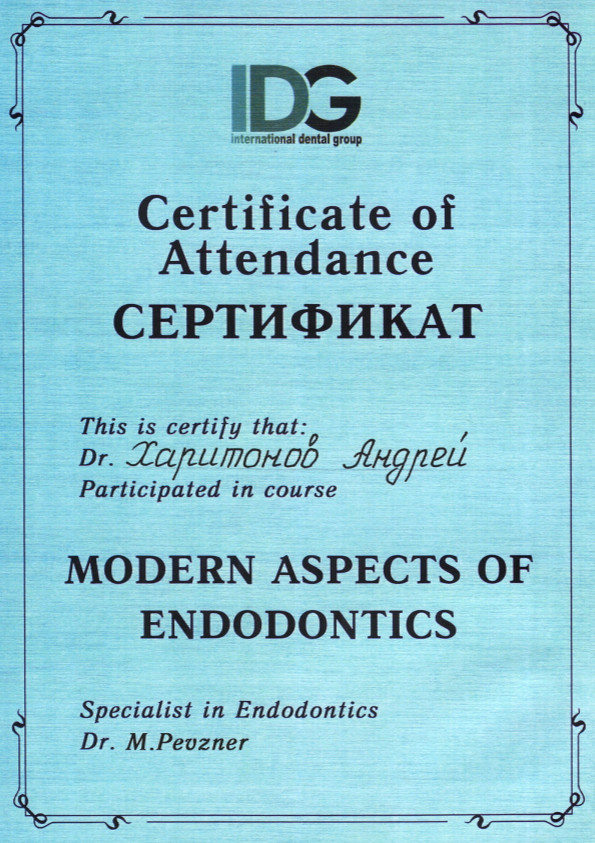 IDG
international dental group
Certificate of
Attendance
СЕРТИФИКАТ
This is certify that:
Dr. Харитонов Андрей
Participated in course
MODERN ASPECTS OF
ENDODONTICS
Specialist in Endodontics
Dr. M.Pevzner